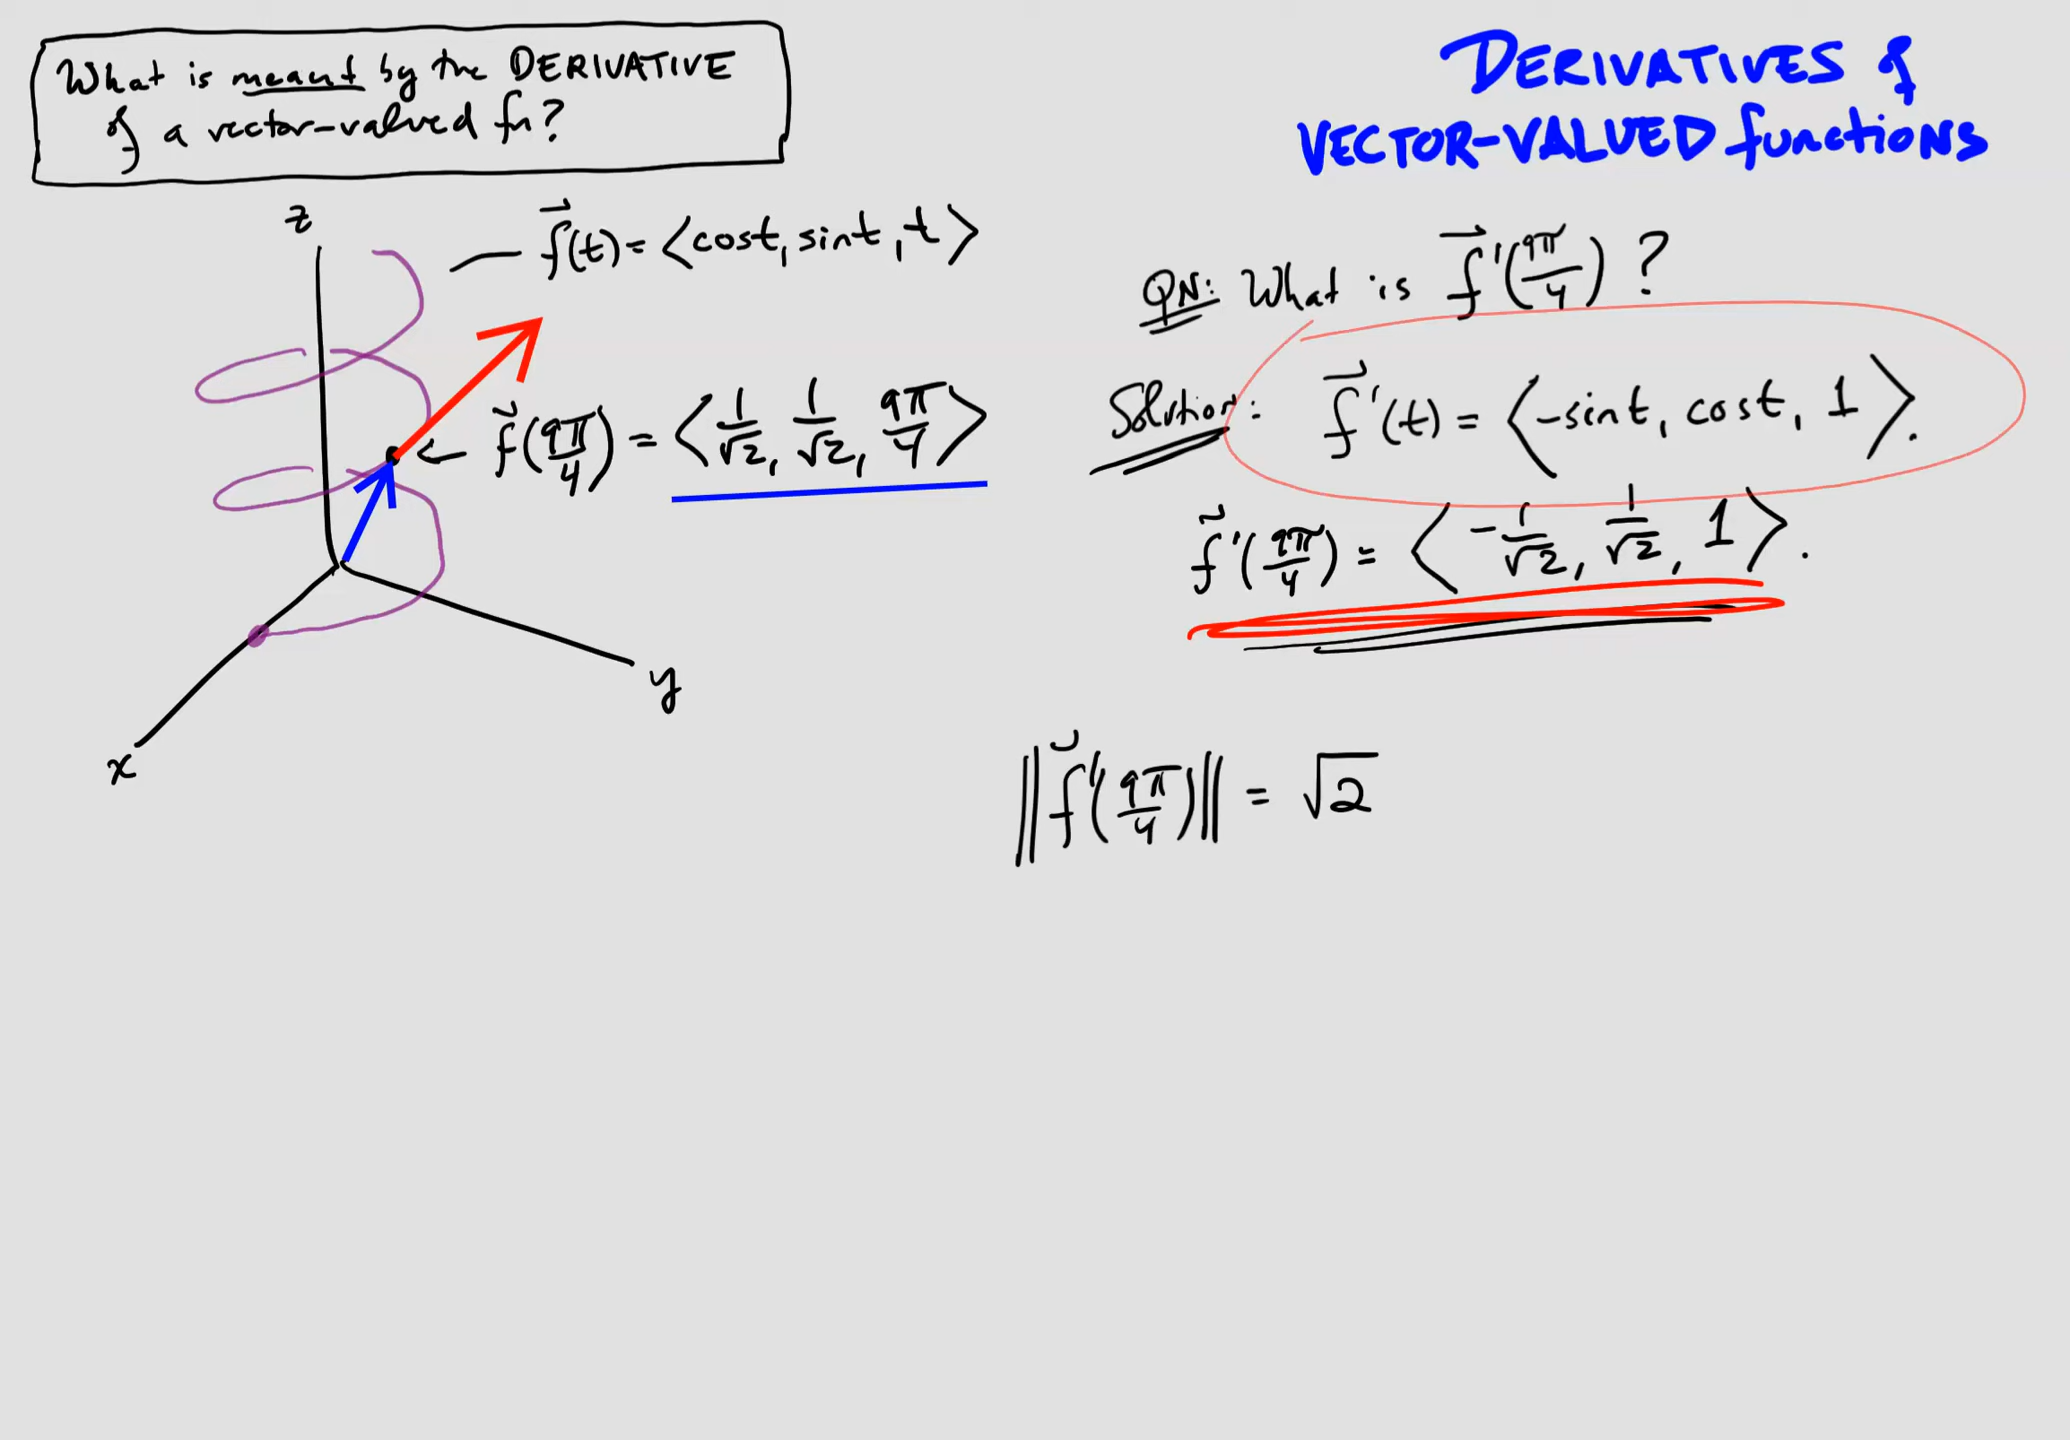 What is meant by the DERIVATIVE
of a vector-valued fn?
DERIVATIVES of
VECTOR-VALUED functions
z
f⃗(t) = ⟨cost, sint, t⟩
QN: What is f⃗'(9π/4)?
Solution: f⃗'(t) = ⟨-sint, cost, 1⟩.
← f⃗(9π/4) = ⟨1/√2, 1/√2, 9π/4⟩
f⃗'(9π/4) = ⟨-1/√2, 1/√2, 1⟩.
y
x
‖f⃗'(9π/4)‖ = √2